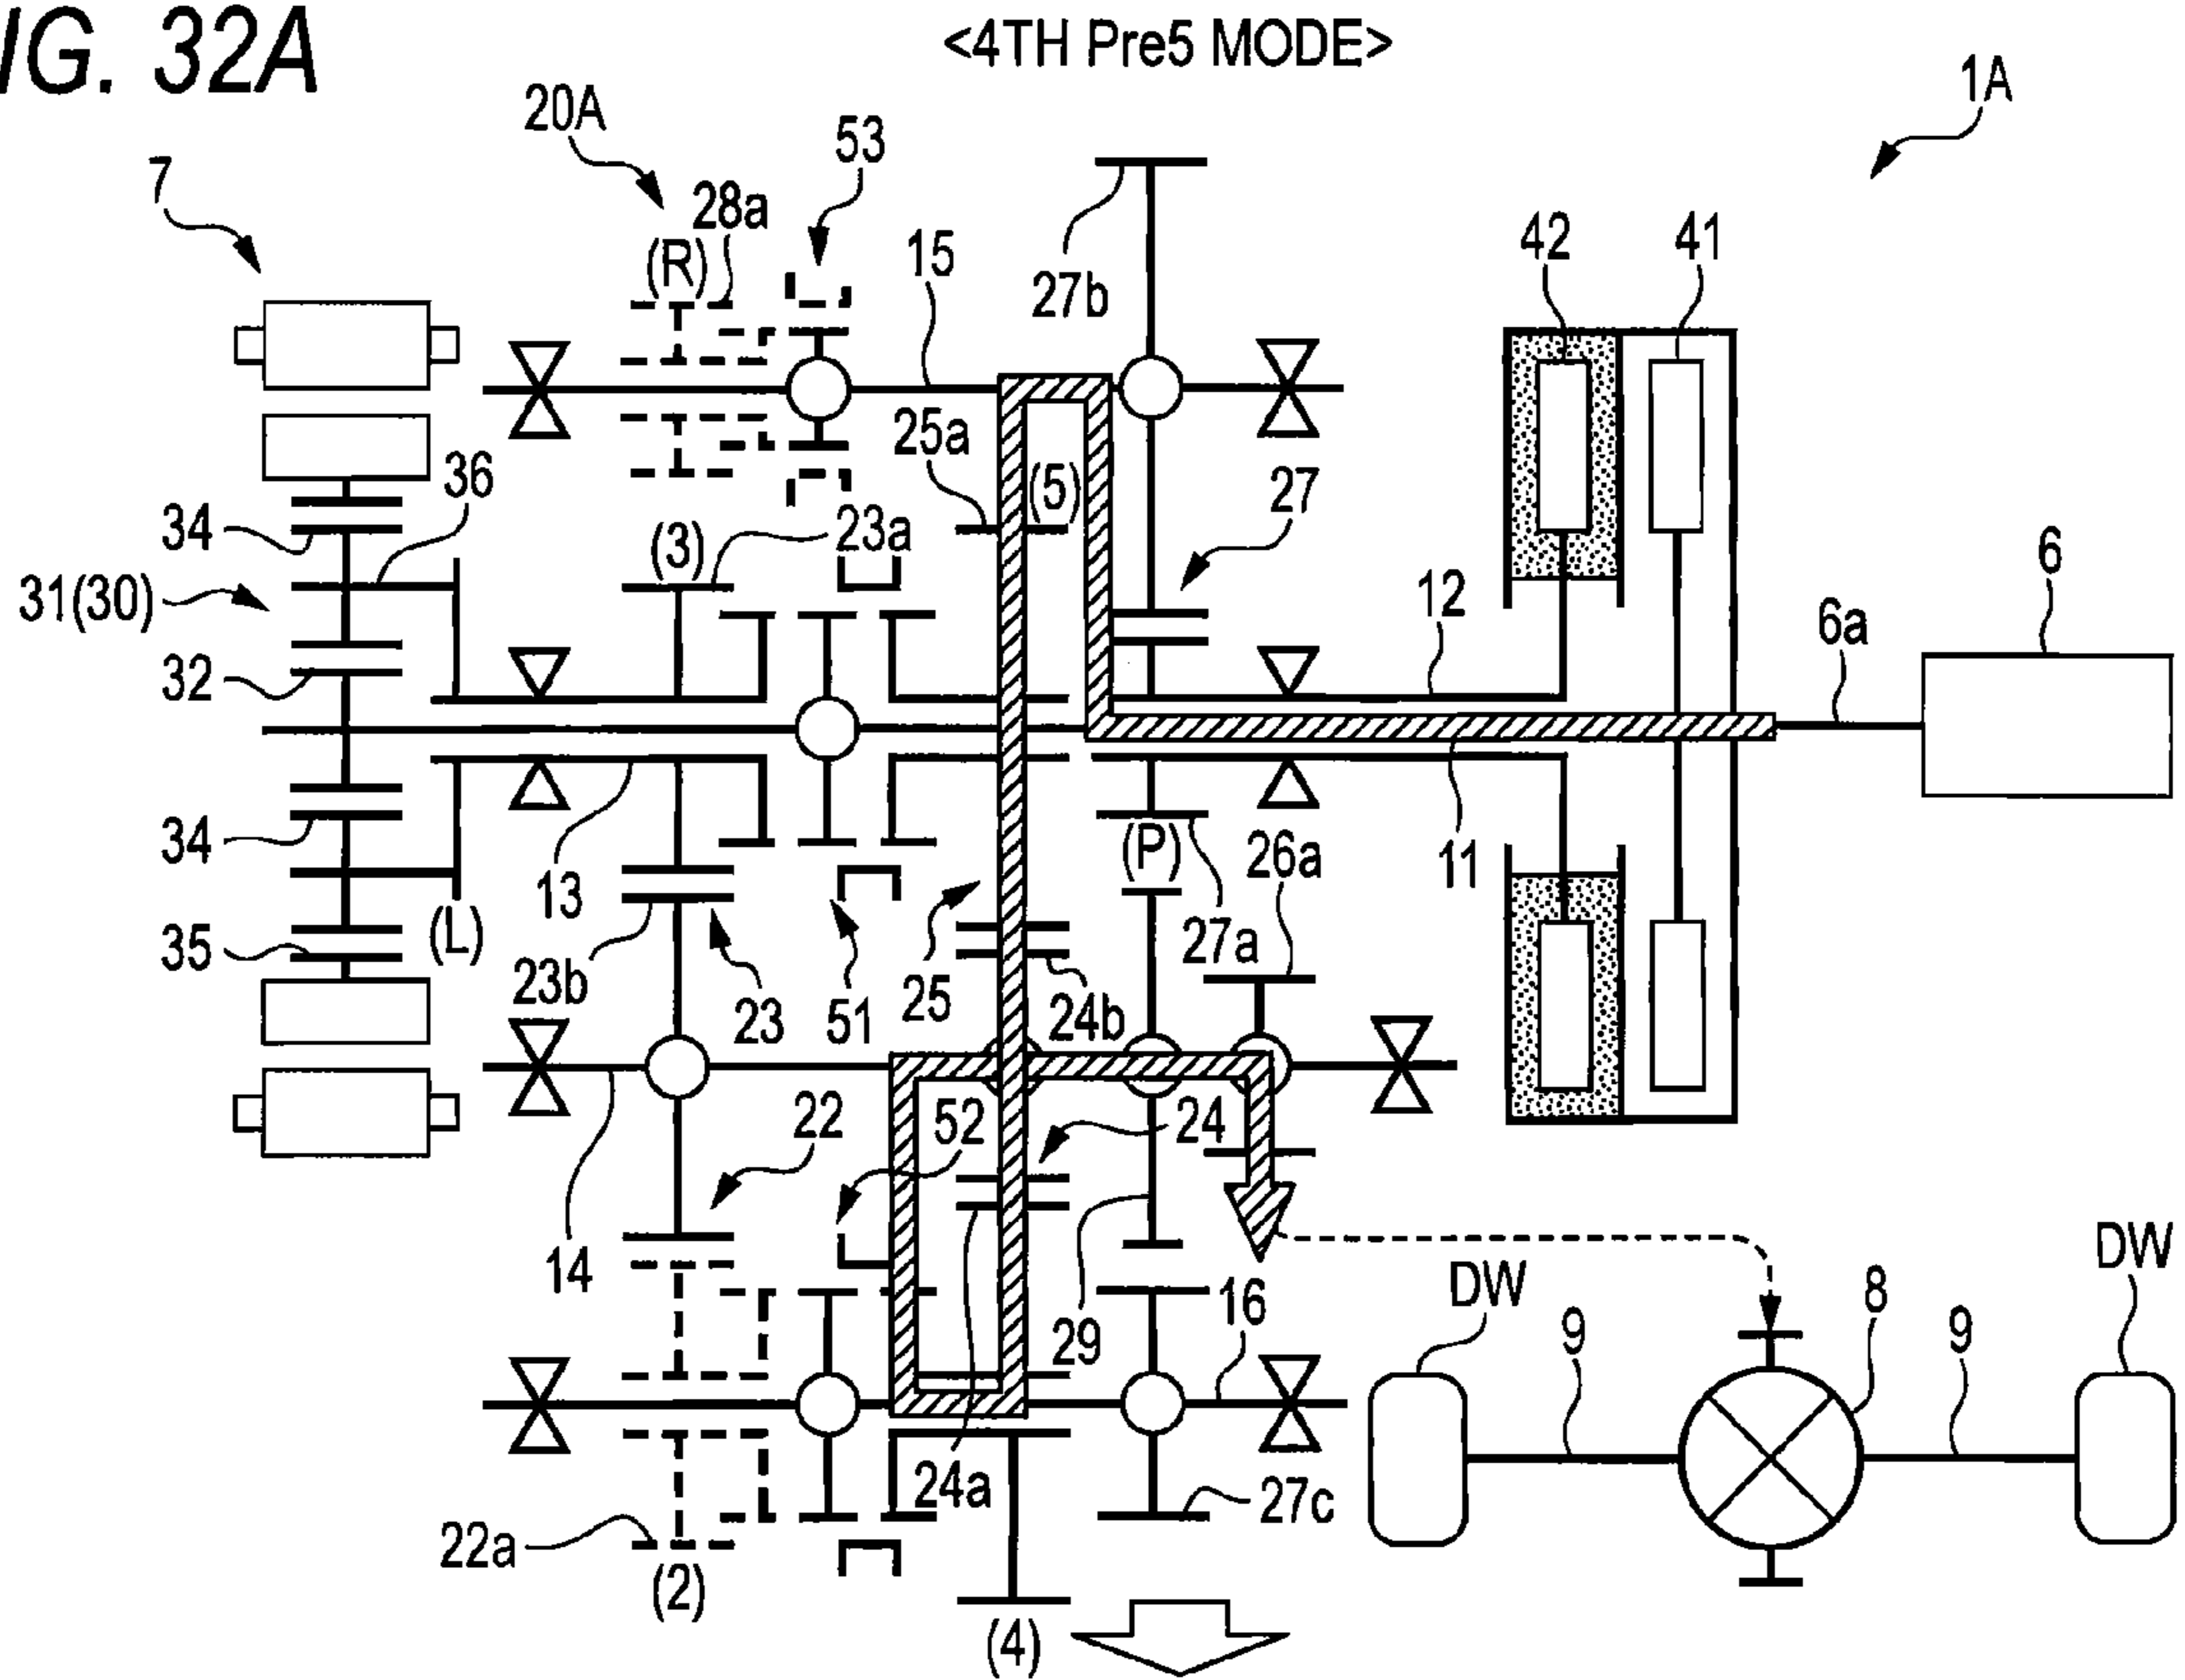 IG. 32A
<4TH Pre5 MODE>
1A
20A
53
7
28a
(R)
15
27b
42
41
25a
36
(5)
27
34
(3)
23a
6
31(30)
12
6a
32
34
(P)
26a
11
13
(L)
35
27a
23b
25
24b
23
51
52
24
22
14
DW
DW
16
8
29
9
9
24a
27c
22a
(2)
(4)